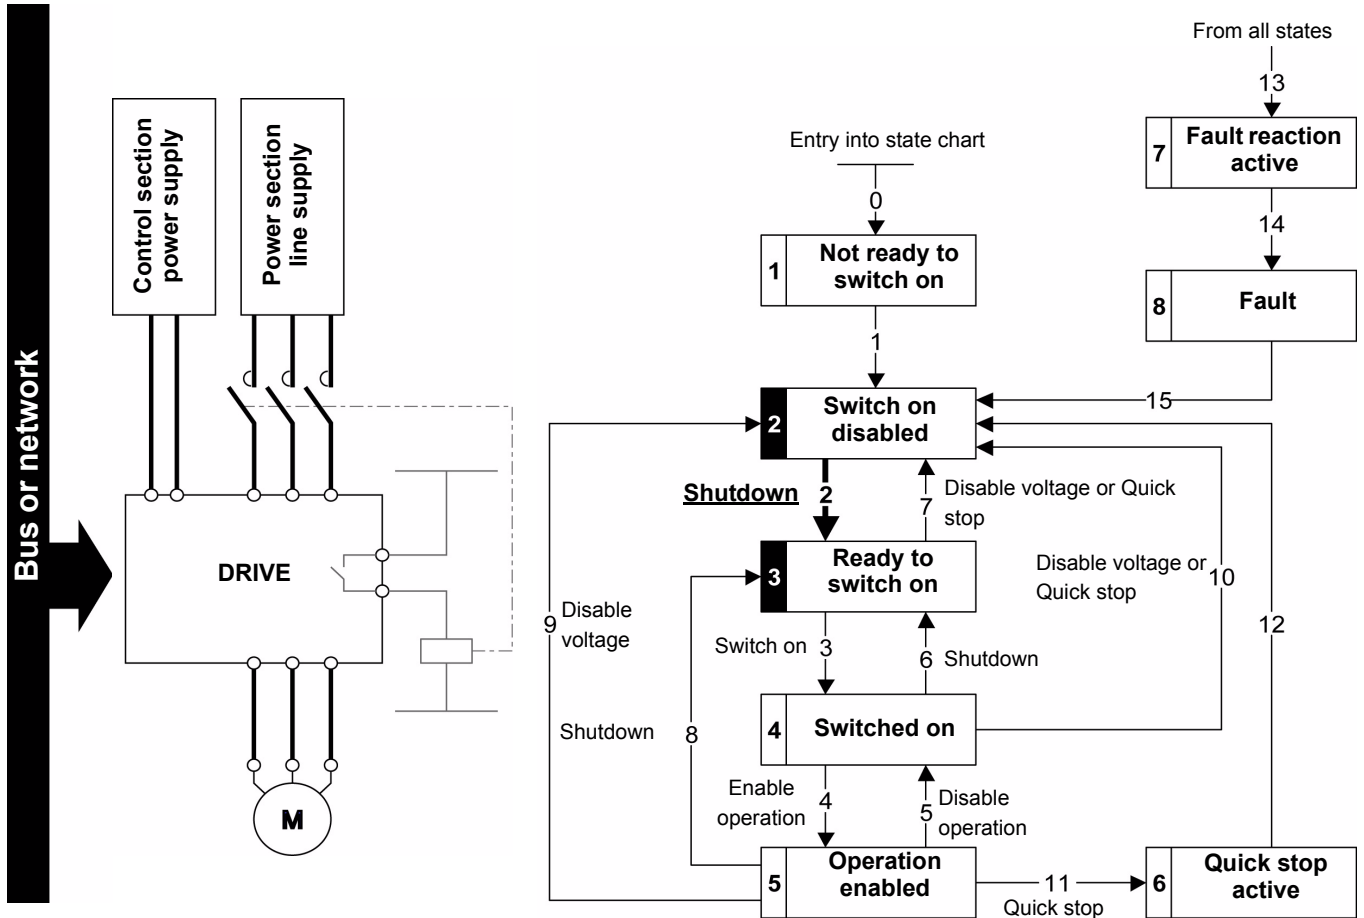 Bus or network
Control section
power supply
Power section
line supply
DRIVE
M
From all states
13
7
Fault reaction
active
14
8
Fault
15
Entry into state chart
0
1
Not ready to
switch on
1
2
Switch on
disabled
Shutdown
2
7
Disable voltage or Quick
stop
3
Ready to
switch on
Disable voltage or
Quick stop
10
12
9
Disable
voltage
Switch on
3
6
Shutdown
Shutdown
8
4
Switched on
Enable
operation
4
5
Disable
operation
5
Operation
enabled
11
Quick stop
6
Quick stop
active